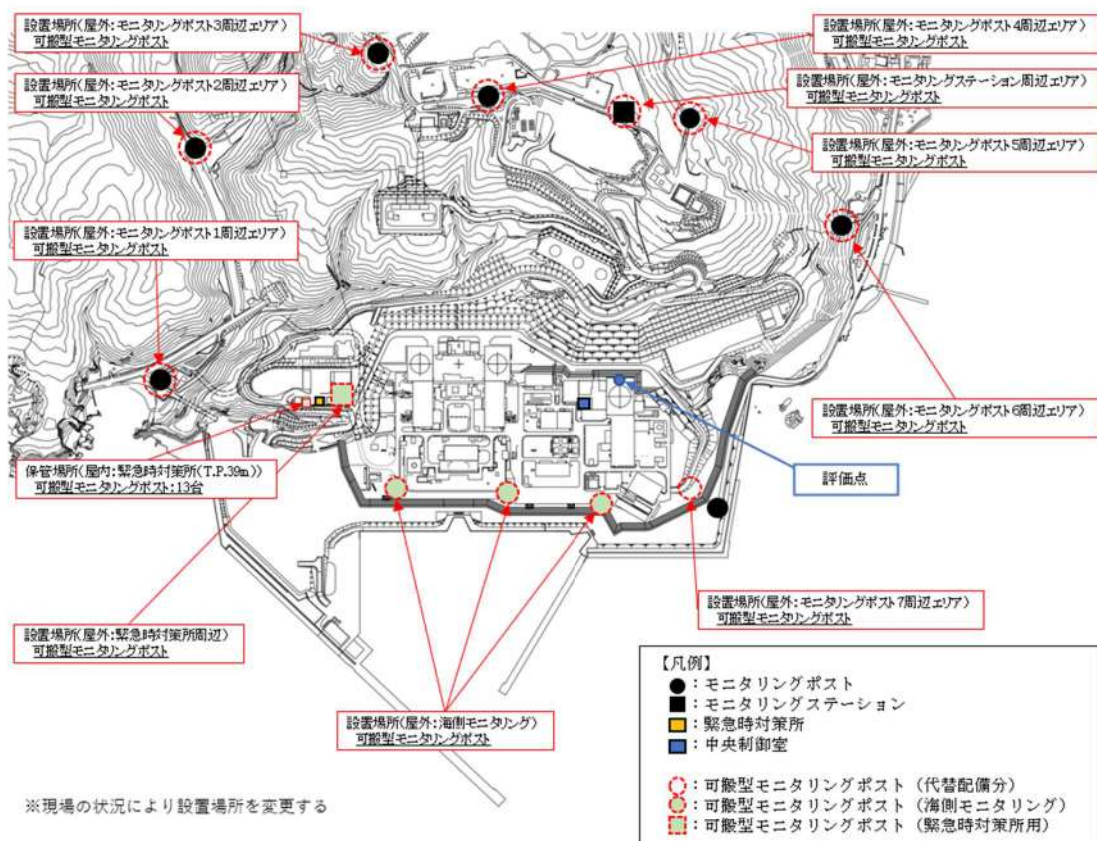 設置場所(屋外:モニタリングポスト3周辺エリア)
可搬型モニタリングポスト
設置場所(屋外:モニタリングポスト4周辺エリア)
可搬型モニタリングポスト
設置場所(屋外:モニタリングポスト2周辺エリア)
可搬型モニタリングポスト
設置場所(屋外:モニタリングステーション周辺エリア)
可搬型モニタリングポスト
設置場所(屋外:モニタリングポスト5周辺エリア)
可搬型モニタリングポスト
設置場所(屋外:モニタリングポスト1周辺エリア)
可搬型モニタリングポスト
設置場所(屋外:モニタリングポスト6周辺エリア)
可搬型モニタリングポスト
保管場所(屋内:緊急時対策所(T.P.39m))
可搬型モニタリングポスト:13台
評価点
設置場所(屋外:モニタリングポスト7周辺エリア)
可搬型モニタリングポスト
設置場所(屋外:緊急時対策所周辺)
可搬型モニタリングポスト
設置場所(屋外:海側モニタリング)
可搬型モニタリングポスト
【凡例】
:モニタリングポスト
:モニタリングステーション
:緊急時対策所
:中央制御室
:可搬型モニタリングポスト(代替配備分)
:可搬型モニタリングポスト(海側モニタリング)
:可搬型モニタリングポスト(緊急時対策所用)
※現場の状況により設置場所を変更する